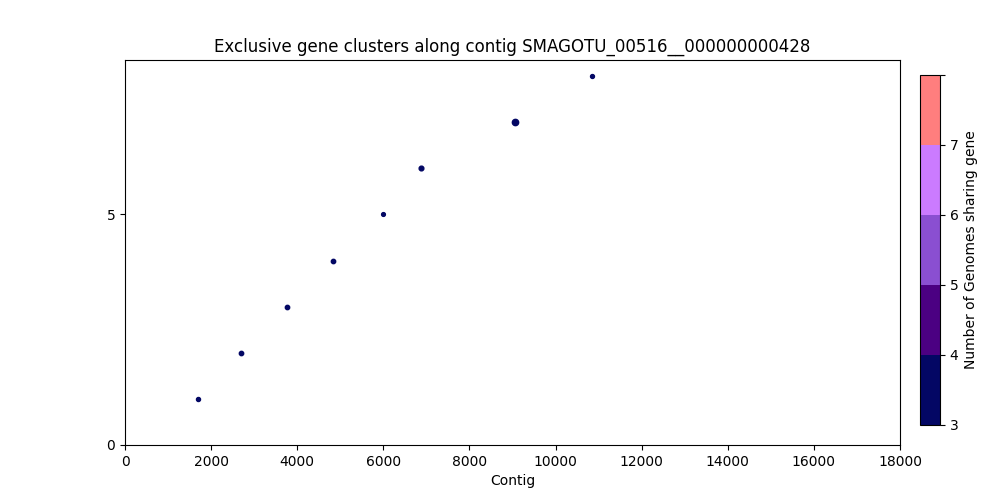 Exclusive gene clusters along contig SMAGOTU_00516__000000000428
5
0
0 2000 4000 6000 8000 10000 12000 14000 16000 18000
Contig
7
6
5
4
3
Number of Genomes sharing gene